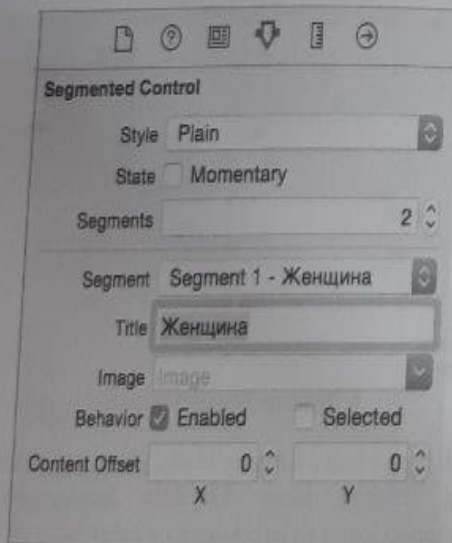 Segmented Control
Style Plain
State Momentary
Segments 2
Segment Segment 1 - Женщина
Title Женщина
Image Image
Behavior Enabled Selected
Content Offset 0 0
X Y